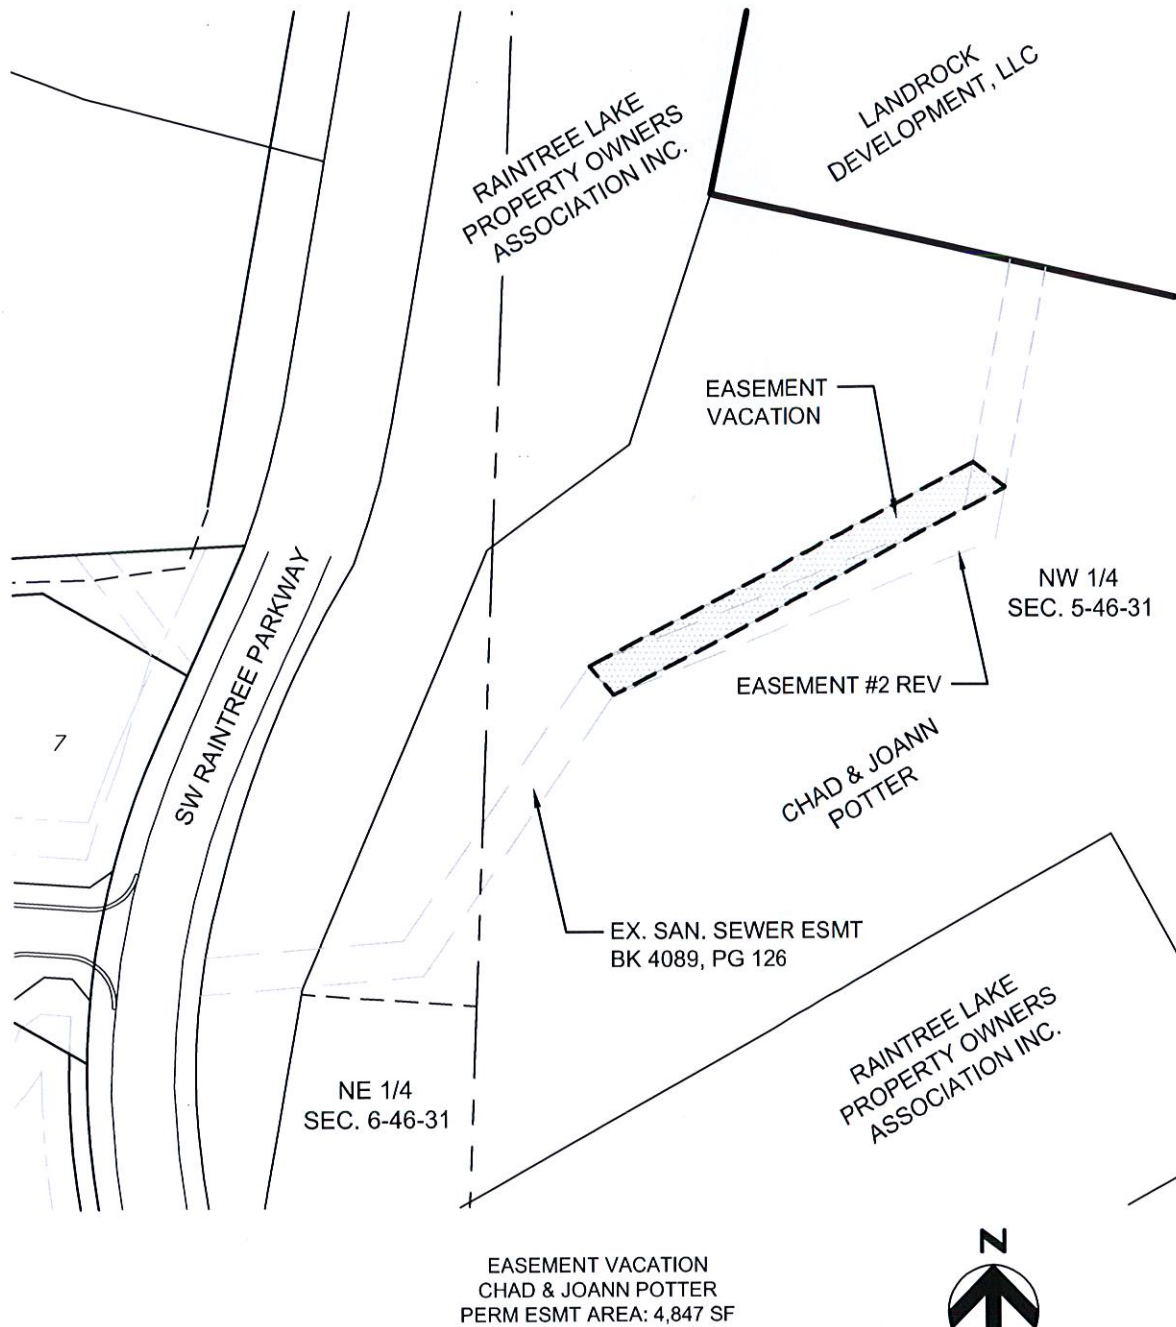 LANDROCK
DEVELOPMENT, LLC
RAINTREE LAKE
PROPERTY OWNERS
ASSOCIATION INC.
EASEMENT
VACATION
NW 1/4
SEC. 5-46-31
SW RAINTREE PARKWAY
EASEMENT #2 REV
7
CHAD & JOANN
POTTER
EX. SAN. SEWER ESMT
BK 4089, PG 126
RAINTREE LAKE
PROPERTY OWNERS
ASSOCIATION INC.
NE 1/4
SEC. 6-46-31
N
EASEMENT VACATION
CHAD & JOANN POTTER
PERM ESMT AREA: 4,847 SF